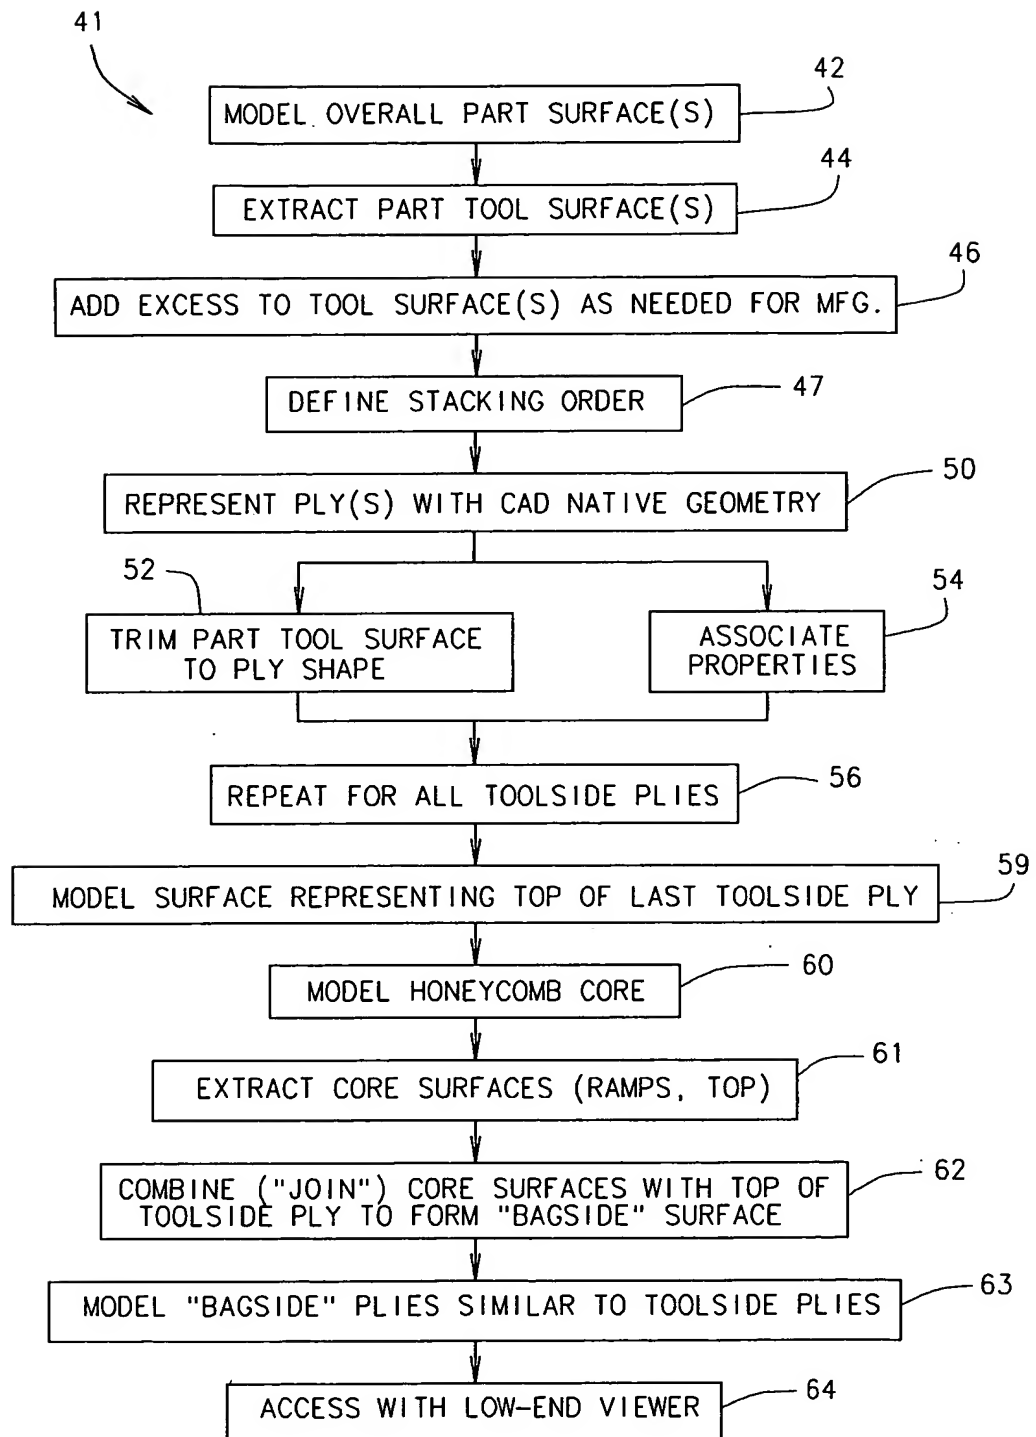 41
42
MODEL OVERALL PART SURFACE(S)
44
EXTRACT PART TOOL SURFACE(S)
46
ADD EXCESS TO TOOL SURFACE(S) AS NEEDED FOR MFG.
47
DEFINE STACKING ORDER
50
REPRESENT PLY(S) WITH CAD NATIVE GEOMETRY
52
54
TRIM PART TOOL SURFACE
TO PLY SHAPE
ASSOCIATE
PROPERTIES
56
REPEAT FOR ALL TOOLSIDE PLIES
59
MODEL SURFACE REPRESENTING TOP OF LAST TOOLSIDE PLY
60
MODEL HONEYCOMB CORE
61
EXTRACT CORE SURFACES (RAMPS, TOP)
62
COMBINE ("JOIN") CORE SURFACES WITH TOP OF
TOOLSIDE PLY TO FORM "BAGSIDE" SURFACE
63
MODEL "BAGSIDE" PLIES SIMILAR TO TOOLSIDE PLIES
64
ACCESS WITH LOW-END VIEWER